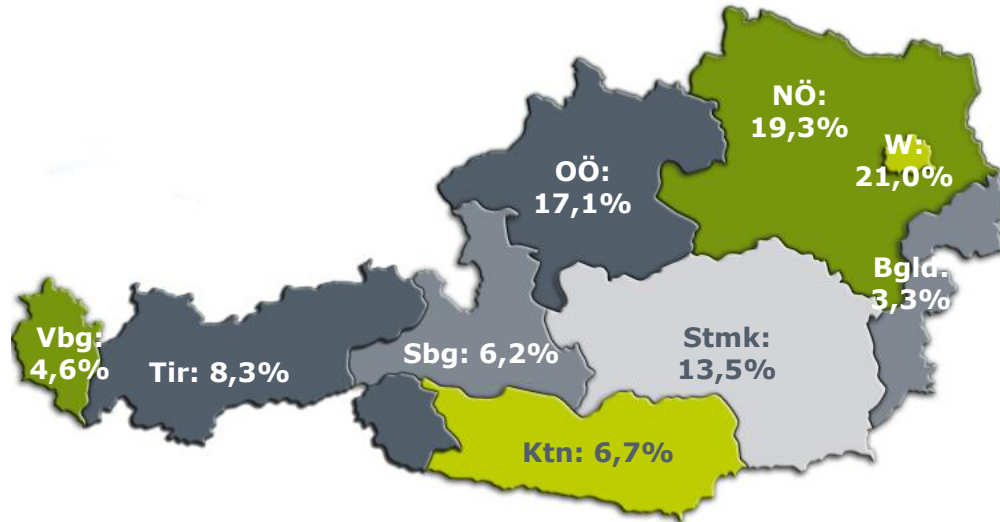 NÖ:
19,3%
W:
21,0%
OÖ:
17,1%
Bgld:
3,3%
Vbg:
4,6%
Tir: 8,3%
Sbg: 6,2%
Stmk:
13,5%
Ktn: 6,7%